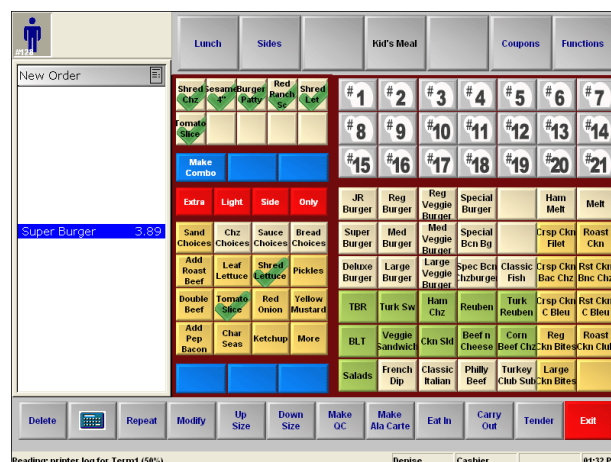 #128
Lunch Sides Kid's Meal Coupons Functions
New Order
Shred Chz Sesame 4" Burger Patty Red Ranch Sc Shred Let
Tomato Slice
#1 #2 #3 #4 #5 #6 #7
#8 #9 #10 #11 #12 #13 #14
#15 #16 #17 #18 #19 #20 #21
Make Combo
Extra Light Side Only
JR Burger Reg Burger Reg Veggie Burger Special Burger Ham Melt Melt
Super Burger 3.89
Sand Choices Chz Choices Sauce Choices Bread Choices
Super Burger Med Burger Med Veggie Burger Special Bcn Bg Crsp Ckn Filet Roast Ckn
Add Roast Beef Leaf Lettuce Shred Lettuce Pickles
Deluxe Burger Large Burger Large Veggie Burger Spec Bcn Chzburger Classic Fish Crsp Ckn Bac Chz Rst Ckn Bnc Chz
Double Beef Tomato Slice Red Onion Yellow Mustard
TBR Turk Sw Ham Chz Reuben Turk Reuben Crsp Ckn C Bleu Rst Ckn C Bleu
Add Pep Bacon Char Seas Ketchup More
BLT Veggie Sandwich Ckn Sld Beef n Cheese Corn Beef Chz Reg Ckn Bites Roast Ckn Club
Salads French Dip Classic Italian Philly Beef Turkey Club Sub Large Ckn Bites
Delete Repeat Modify Up Size Down Size Make QC Make Ala Carte Eat In Carry Out Tender Exit
Reading: printer log for Term1 (50%) Denise Cashier 01:32 P